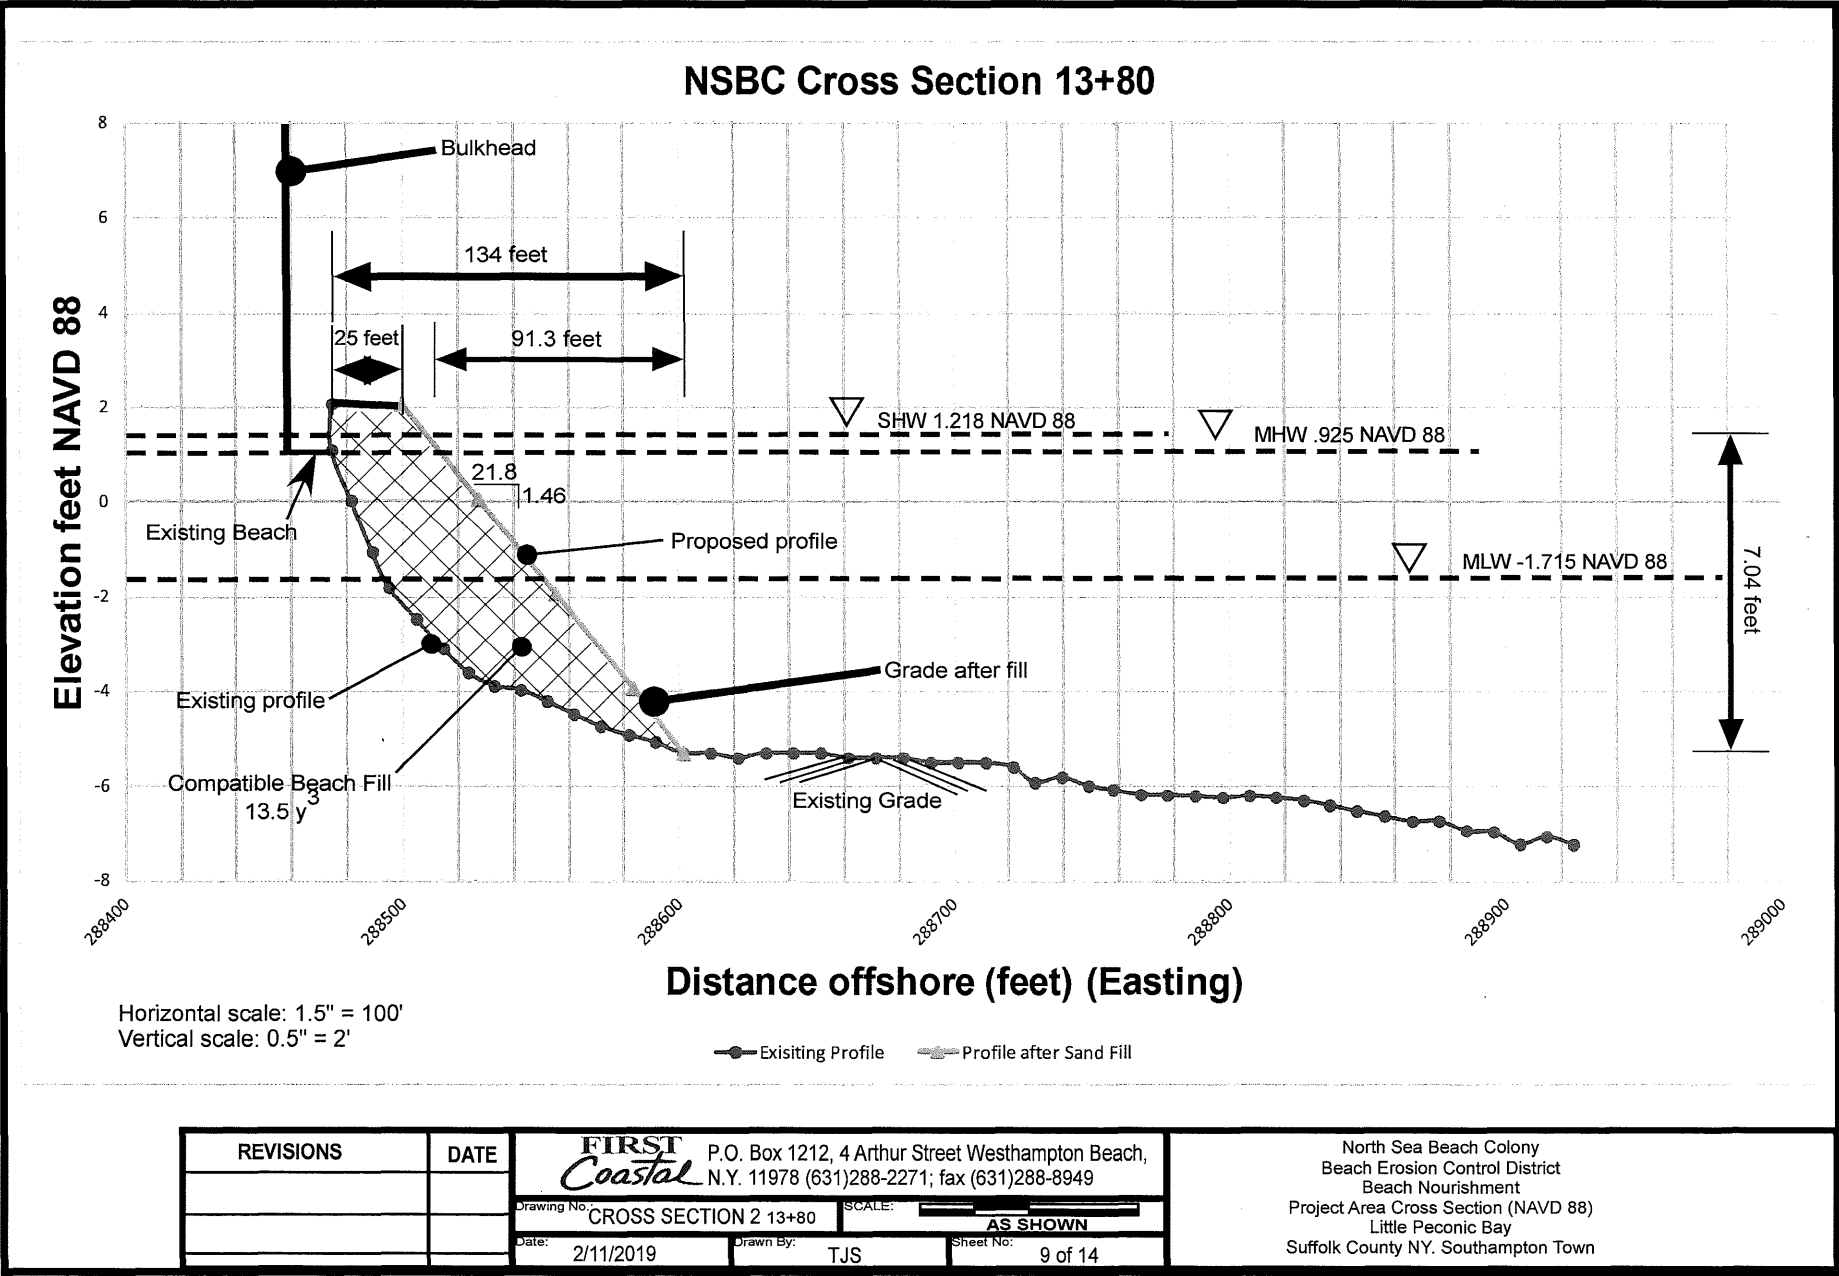 NSBC Cross Section 13+80
8
Bulkhead
6
134 feet
4
25 feet
91.3 feet
2
SHW 1.218 NAVD 88
MHW .925 NAVD 88
21.8
1.46
0
Existing Beach
Proposed profile
7.04 feet
MLW -1.715 NAVD 88
-2
Elevation feet NAVD 88
Grade after fill
-4
Existing profile
Compatible Beach Fill
13.5 y3
-6
Existing Grade
-8
288400
288500
288600
288700
288800
288900
289000
Distance offshore (feet) (Easting)
Horizontal scale: 1.5" = 100'
Vertical scale: 0.5" = 2'
Exisiting Profile
Profile after Sand Fill
REVISIONS
DATE
FIRST
Coastal
P.O. Box 1212, 4 Arthur Street Westhampton Beach,
N.Y. 11978 (631)288-2271; fax (631)288-8949
Drawing No.:
CROSS SECTION 2 13+80
SCALE:
AS SHOWN
Date:
2/11/2019
Drawn By:
TJS
Sheet No:
9 of 14
North Sea Beach Colony
Beach Erosion Control District
Beach Nourishment
Project Area Cross Section (NAVD 88)
Little Peconic Bay
Suffolk County NY. Southampton Town